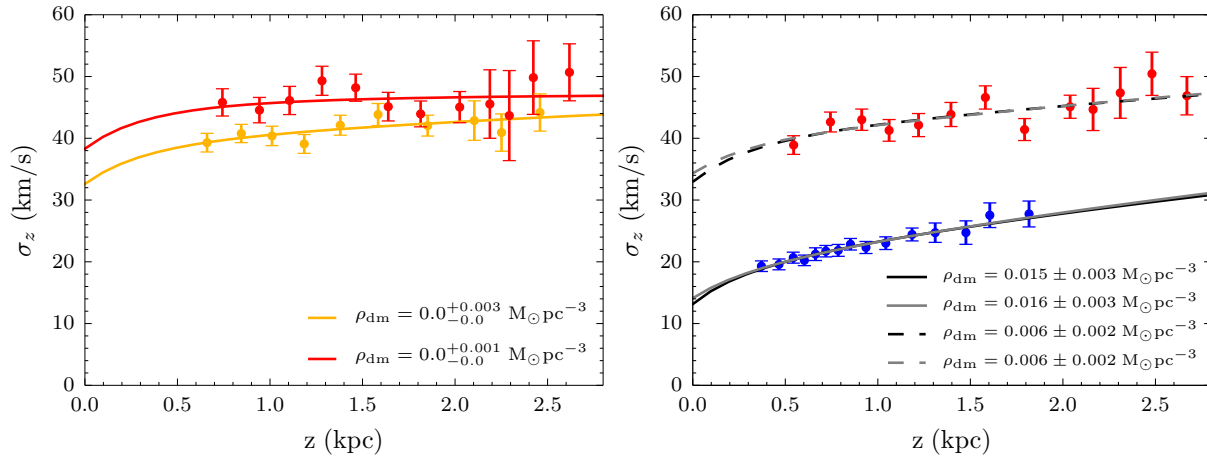 60
50
40
30
20
10
0
σz (km/s)
0.0 0.5 1.0 1.5 2.0 2.5
z (kpc)
ρdm = 0.0+0.003−0.0 M⊙pc−3
ρdm = 0.0+0.001−0.0 M⊙pc−3
60
50
40
30
20
10
0
σz (km/s)
0.0 0.5 1.0 1.5 2.0 2.5
z (kpc)
ρdm = 0.015 ± 0.003 M⊙pc−3
ρdm = 0.016 ± 0.003 M⊙pc−3
ρdm = 0.006 ± 0.002 M⊙pc−3
ρdm = 0.006 ± 0.002 M⊙pc−3